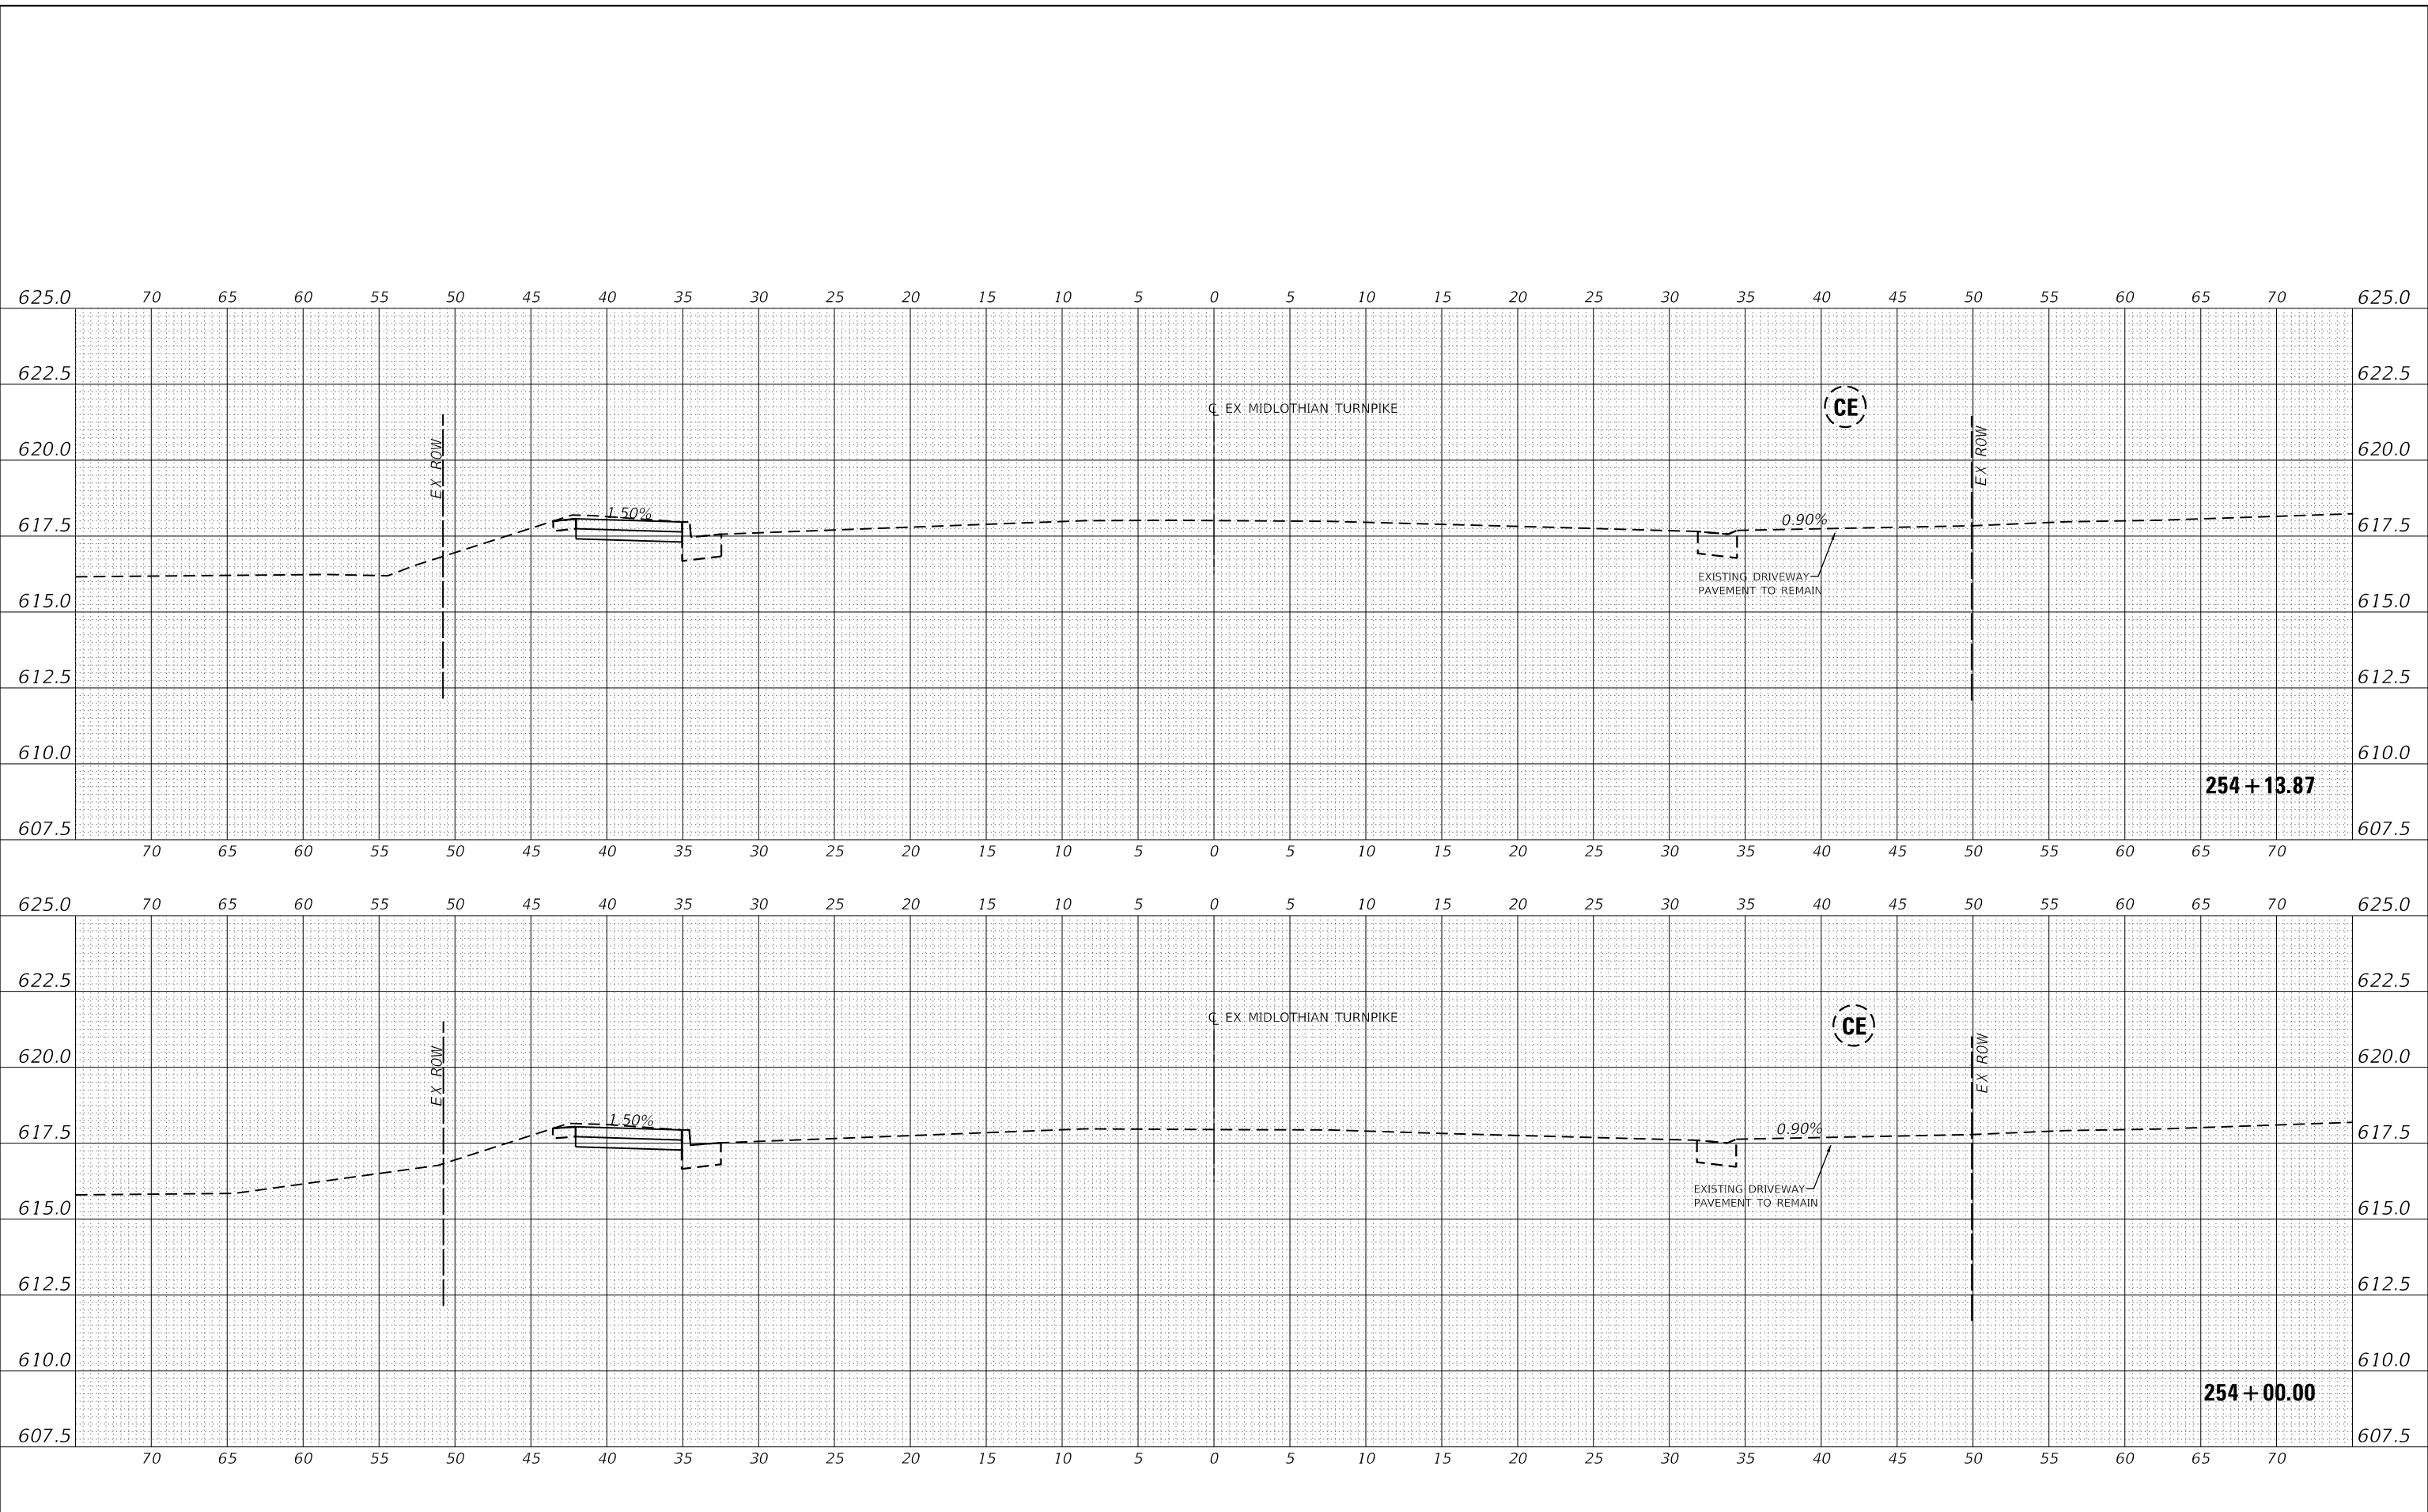 625.0 70 65 60 55 50 45 40 35 30 25 20 15 10 5 0 5 10 15 20 25 30 35 40 45 50 55 60 65 70 625.0
622.5 622.5
℄ EX MIDLOTHIAN TURNPIKE CE
620.0 EX ROW EX ROW 620.0
617.5 1.50% 0.90% 617.5
EXISTING DRIVEWAY
PAVEMENT TO REMAIN
615.0 615.0
612.5 612.5
610.0 610.0
254+13.87
607.5 607.5
70 65 60 55 50 45 40 35 30 25 20 15 10 5 0 5 10 15 20 25 30 35 40 45 50 55 60 65 70
625.0 70 65 60 55 50 45 40 35 30 25 20 15 10 5 0 5 10 15 20 25 30 35 40 45 50 55 60 65 70 625.0
622.5 622.5
℄ EX MIDLOTHIAN TURNPIKE CE
620.0 EX ROW EX ROW 620.0
617.5 1.50% 0.90% 617.5
EXISTING DRIVEWAY
PAVEMENT TO REMAIN
615.0 615.0
612.5 612.5
610.0 610.0
254+00.00
607.5 607.5
70 65 60 55 50 45 40 35 30 25 20 15 10 5 0 5 10 15 20 25 30 35 40 45 50 55 60 65 70